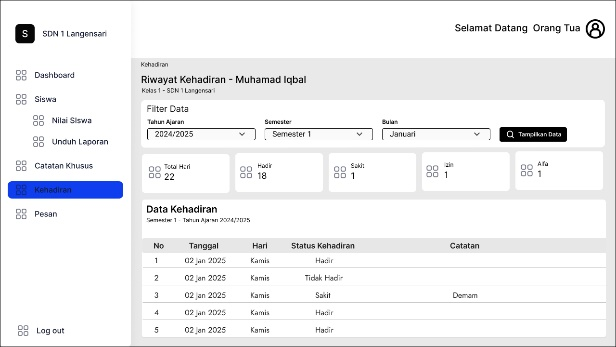 S SDN 1 Langensari
Selamat Datang Orang Tua
Dashboard
Siswa
Nilai SIswa
Unduh Laporan
Catatan Khusus
Kehadiran
Pesan
Log out
Kehadiran
Riwayat Kehadiran - Muhamad Iqbal
Kelas 1 - SDN 1 Langensari
Filter Data
Tahun Ajaran Semester Bulan
2024/2025 Semester 1 Januari Tampilkan Data
Total Hari Hadir Sakit Izin Alfa
22 18 1 1 1
Data Kehadiran
Semester 1 - Tahun Ajaran 2024/2025
No Tanggal Hari Status Kehadiran Catatan
1 02 Jan 2025 Kamis Hadir
2 02 Jan 2025 Kamis Tidak Hadir
3 02 Jan 2025 Kamis Sakit Demam
4 02 Jan 2025 Kamis Hadir
5 02 Jan 2025 Kamis Hadir